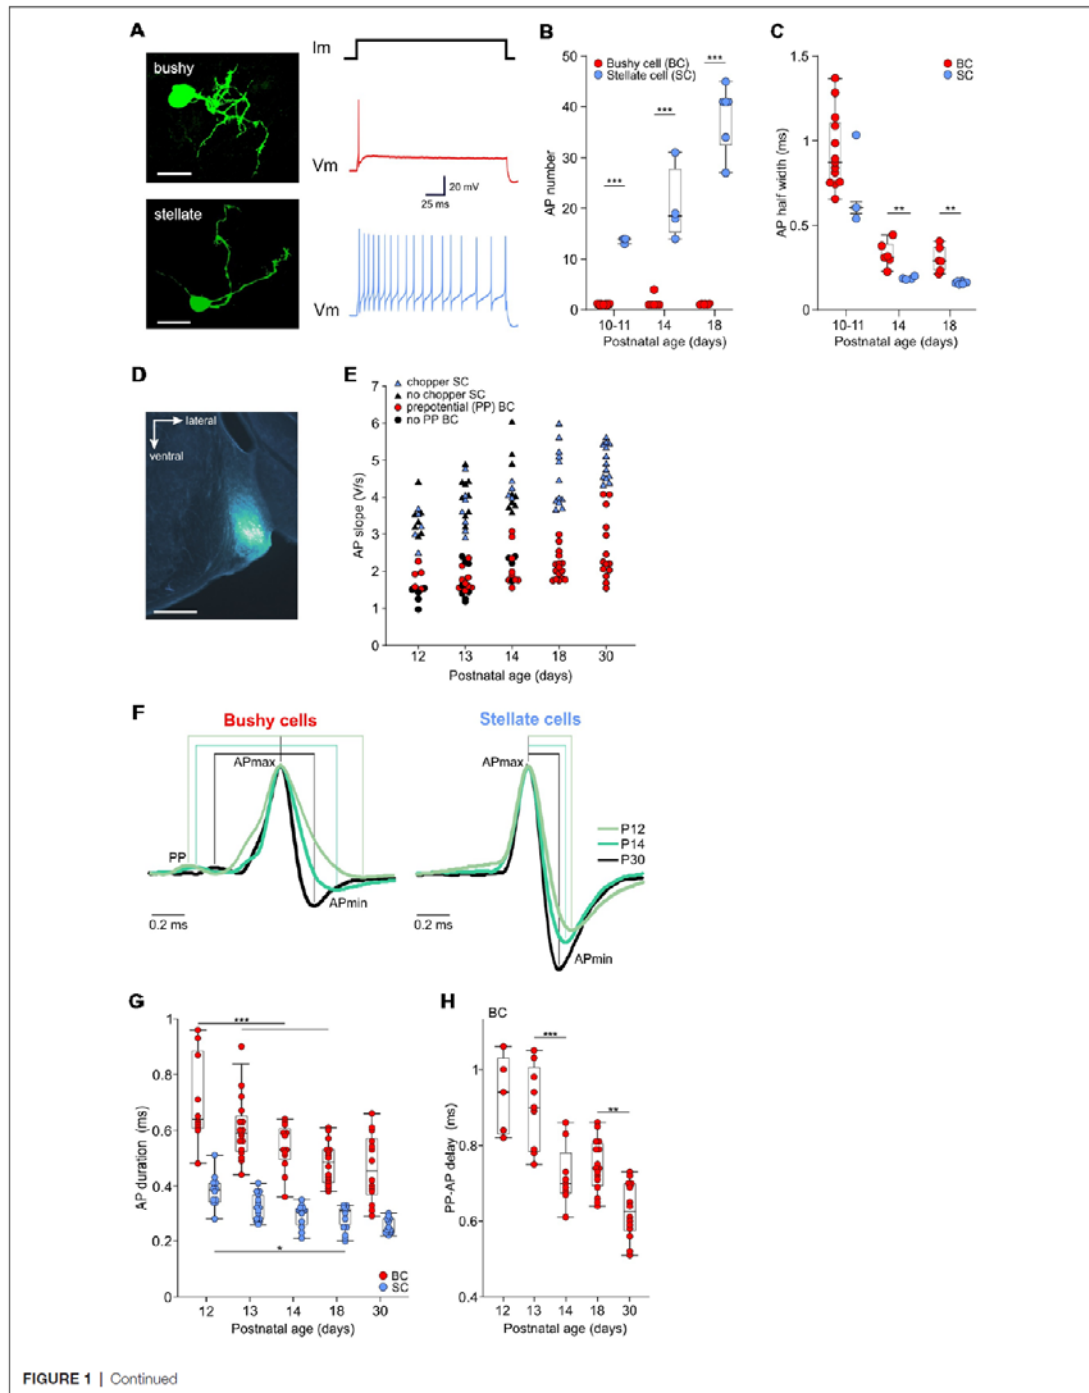 A
bushy
stellate
Im
Vm
20 mV
25 ms
Vm
B
Bushy cell (BC)
Stellate cell (SC)
***
***
***
AP number
50
40
30
20
10
0
10-11
14
18
Postnatal age (days)
C
BC
SC
**
**
AP half width (ms)
1
0.5
0
10-11
14
18
Postnatal age (days)
D
lateral
ventral
E
chopper SC
no chopper SC
prepotential (PP) BC
no PP BC
AP slope (V/s)
7
6
5
4
3
2
1
0
12
13
14
18
30
Postnatal age (days)
F
Bushy cells
APmax
PP
APmin
0.2 ms
Stellate cells
APmax
P12
P14
P30
0.2 ms
APmin
G
***
*
AP duration (ms)
1
0.8
0.6
0.4
0.2
0
BC
SC
12
13
14
18
30
Postnatal age (days)
H
BC
***
**
PP-AP delay (ms)
1
0.8
0.6
0.4
12
13
14
18
30
Postnatal age (days)
FIGURE 1 | Continued